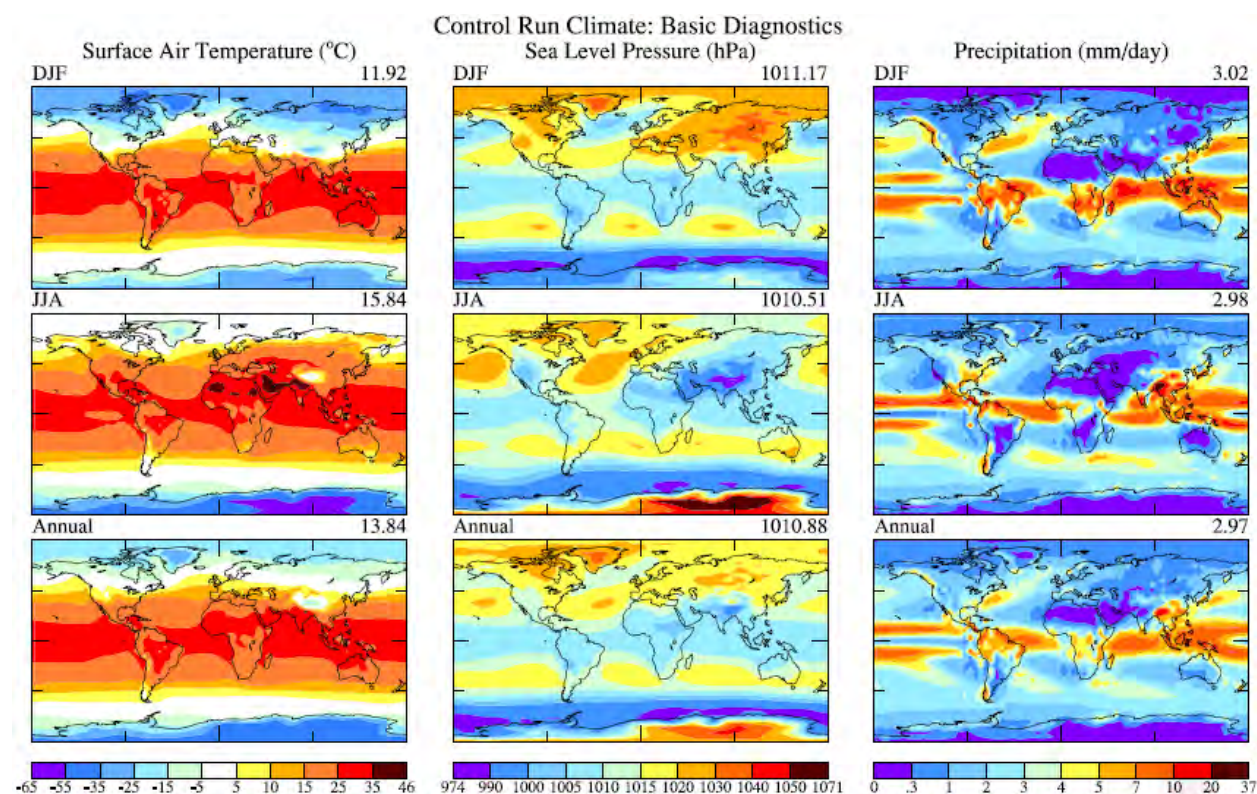 Control Run Climate: Basic Diagnostics
Surface Air Temperature (°C) Sea Level Pressure (hPa) Precipitation (mm/day)
DJF 11.92 DJF 1011.17 DJF 3.02
JJA 15.84 JJA 1010.51 JJA 2.98
Annual 13.84 Annual 1010.88 Annual 2.97
-65 -55 -35 -25 -15 -5 5 10 15 25 35 46 974 990 1000 1005 1010 1015 1020 1030 1040 1050 1071 0 .3 1 2 3 4 5 7 10 20 37